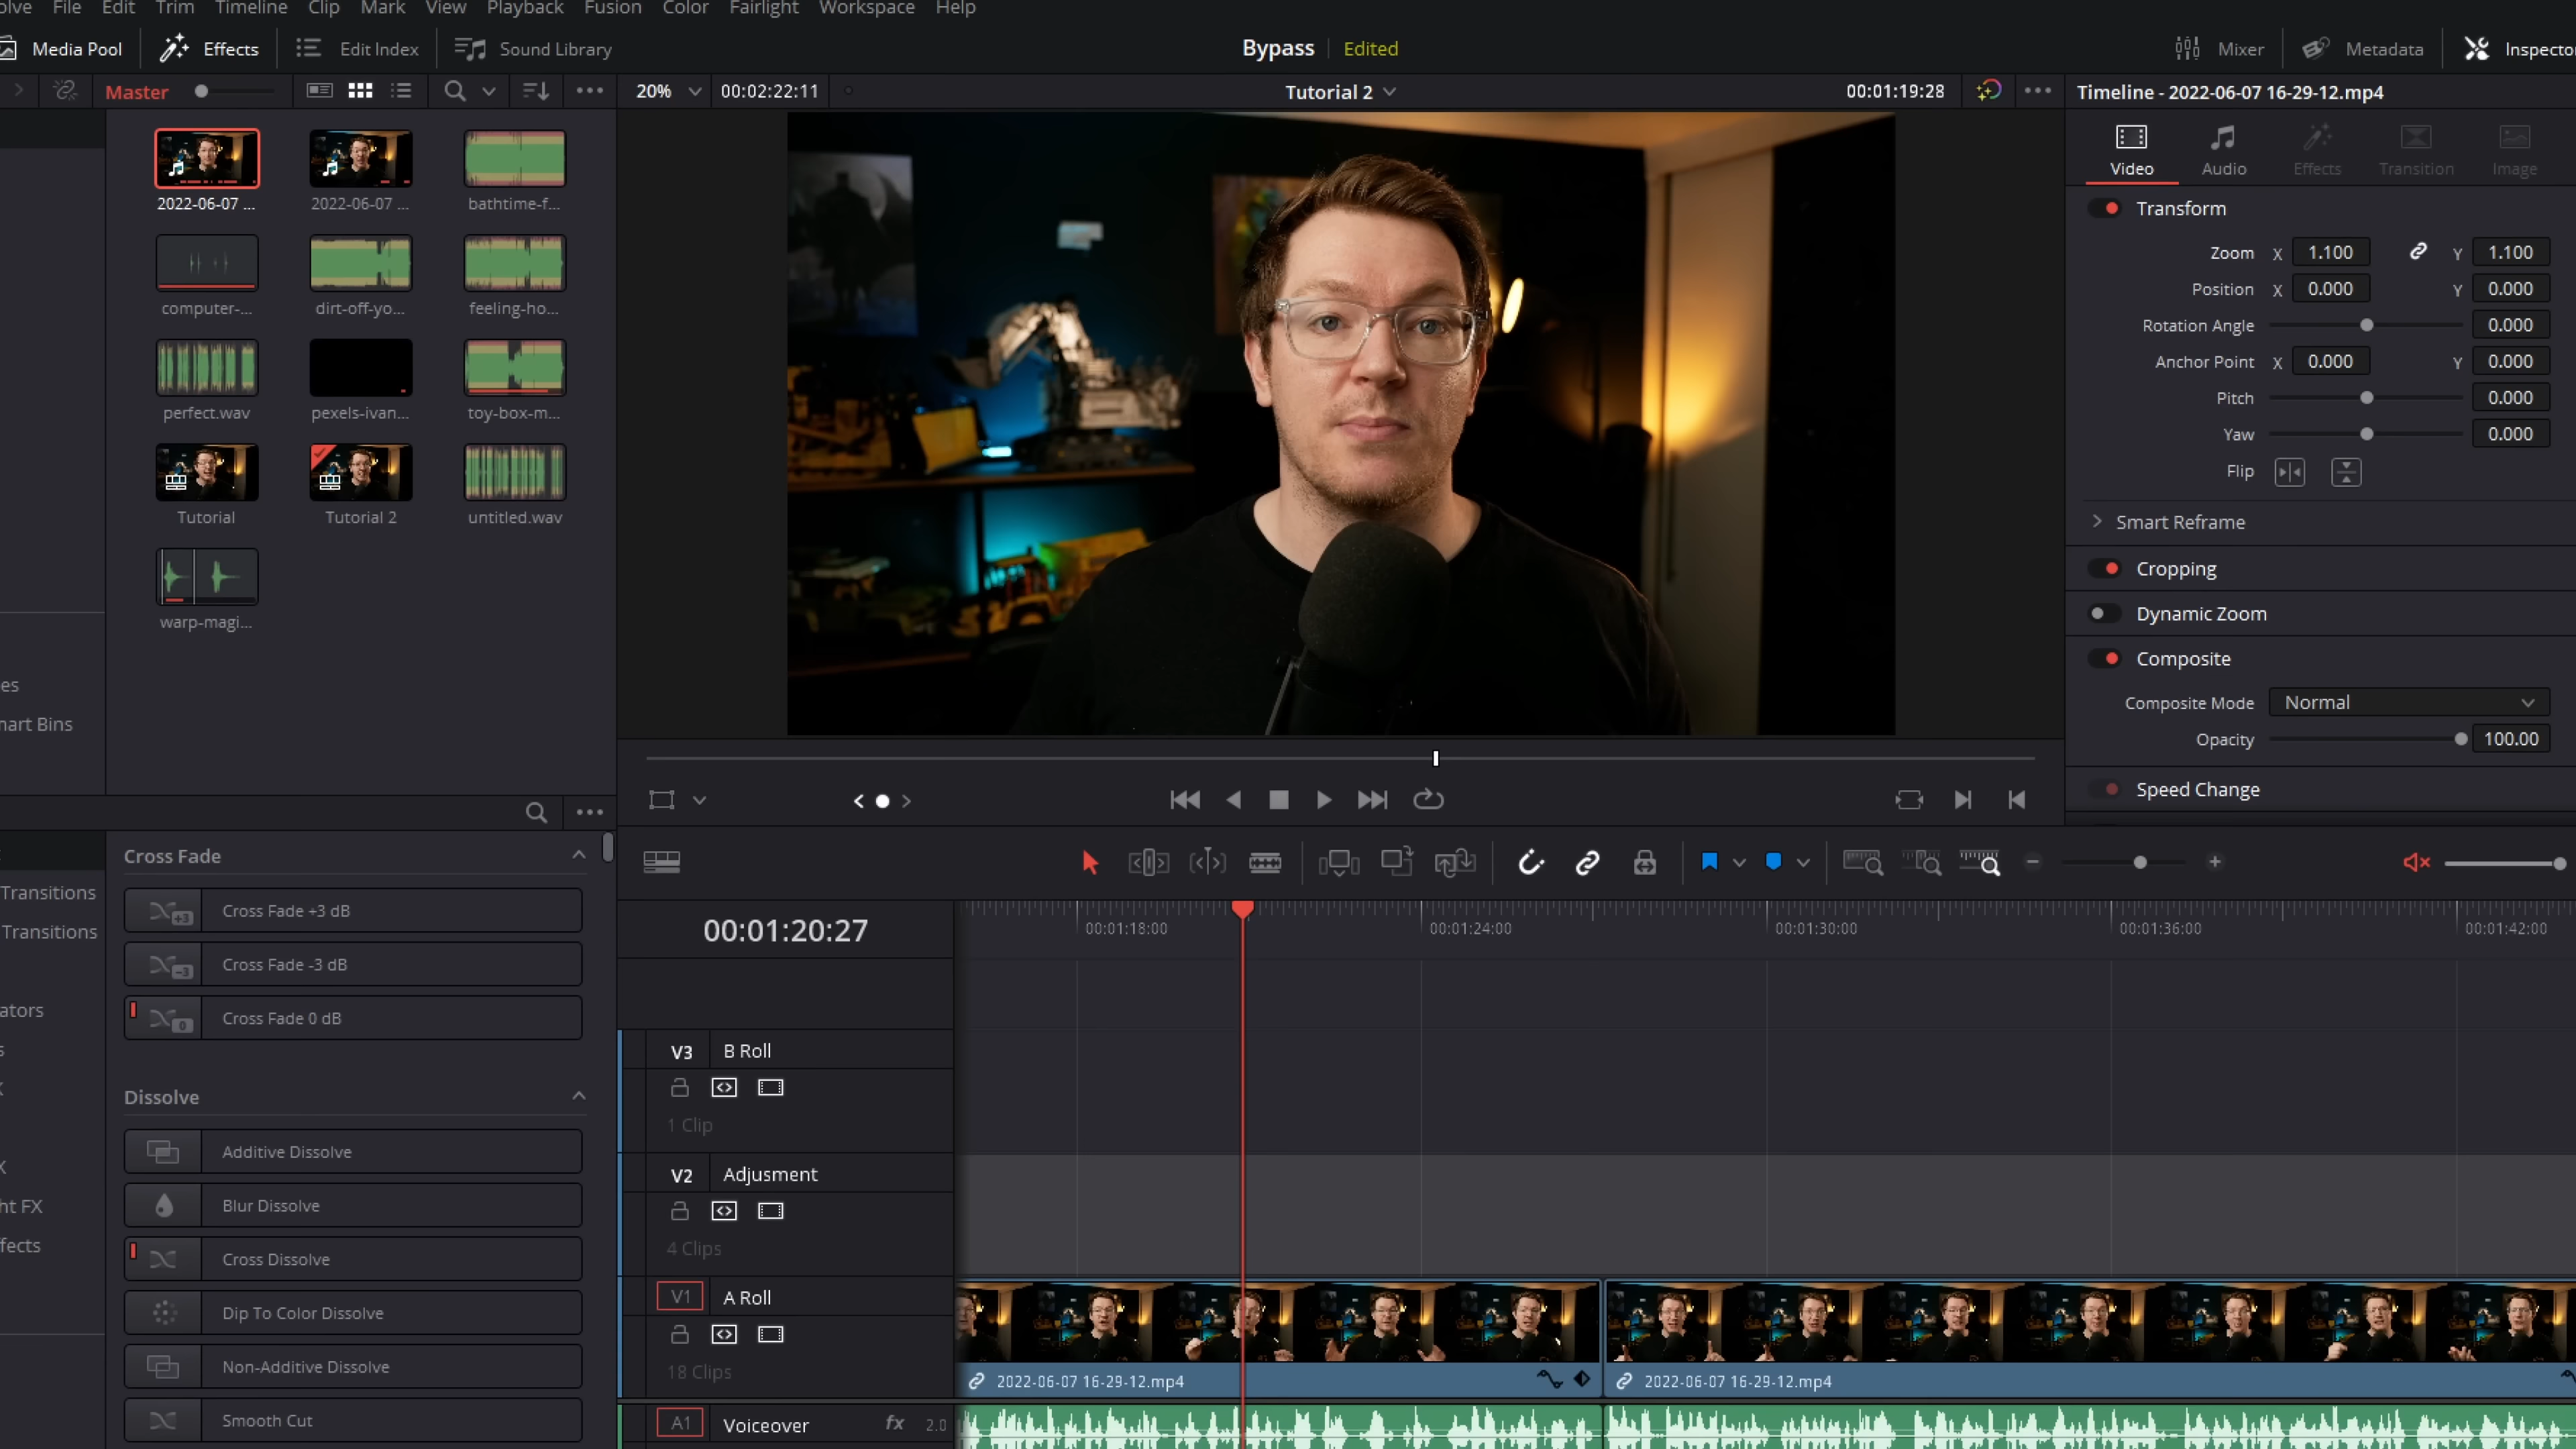 olve File Edit Trim Timeline Clip Mark View Playback Fusion Color Fairlight Workspace Help
Media Pool Effects Edit Index Sound Library Bypass Edited Mixer Metadata Inspecto
Master 20% 00:02:22:11 Tutorial 2 00:01:19:28 Timeline - 2022-06-07 16-29-12.mp4
Video Audio Effects Transition Image
2022-06-07 ... 2022-06-07 ... bathtime-f...
computer-... dirt-off-yo... feeling-ho...
perfect.wav pexels-ivan... toy-box-m...
Tutorial Tutorial 2 untitled.wav
warp-magi...
Transform
Zoom X 1.100 Y 1.100
Position X 0.000 Y 0.000
Rotation Angle 0.000
Anchor Point X 0.000 Y 0.000
Pitch 0.000
Yaw 0.000
Flip
Smart Reframe
Cropping
Dynamic Zoom
Composite
Composite Mode Normal
Opacity 100.00
Speed Change
es
mart Bins
Transitions
Transitions
ators
s
X
X
ht FX
ffects
Cross Fade
+3 Cross Fade +3 dB
-3 Cross Fade -3 dB
0 Cross Fade 0 dB
Dissolve
Additive Dissolve
Blur Dissolve
Cross Dissolve
Dip To Color Dissolve
Non-Additive Dissolve
Smooth Cut
00:01:20:27
00:01:18:00 00:01:24:00 00:01:30:00 00:01:36:00 00:01:42:00
V3 B Roll
1 Clip
V2 Adjusment
4 Clips
V1 A Roll
18 Clips
2022-06-07 16-29-12.mp4 2022-06-07 16-29-12.mp4
A1 Voiceover fx 2.0